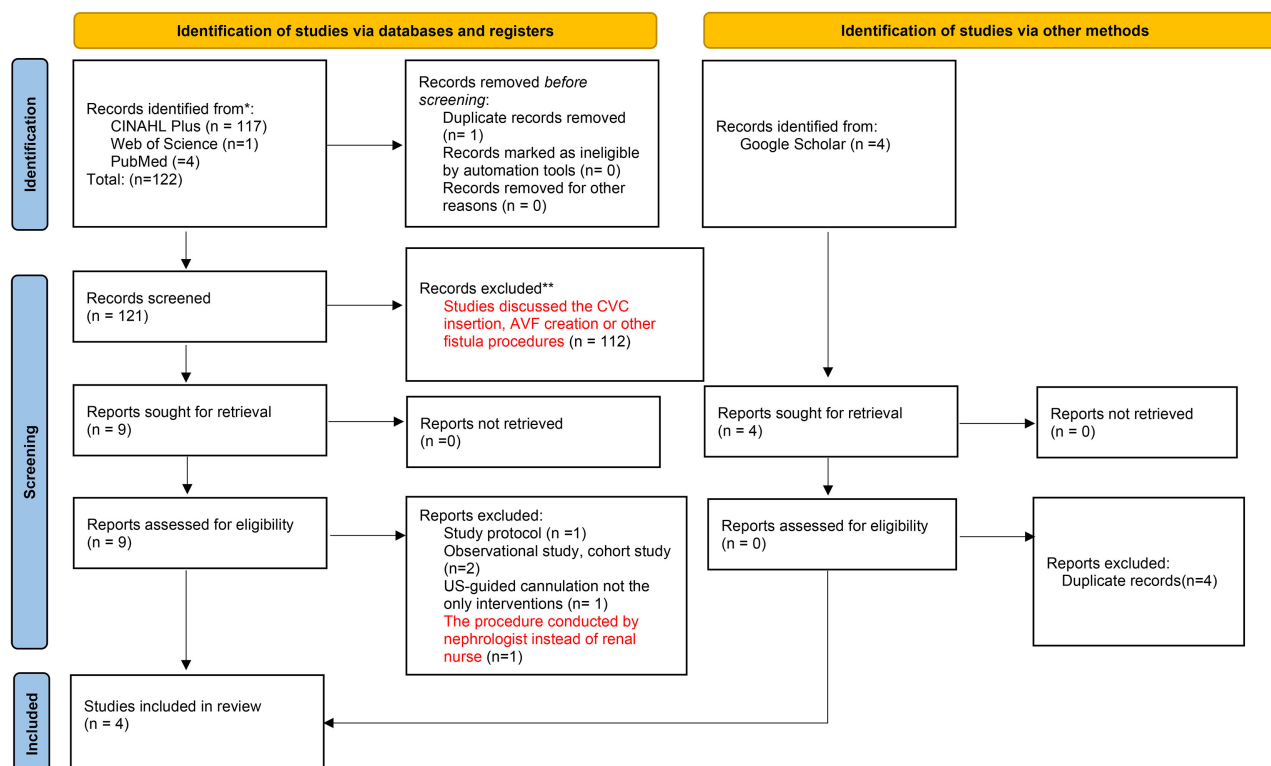 Identification of studies via databases and registers
Identification of studies via other methods
Identification
Records identified from*:
CINAHL Plus (n = 117)
Web of Science (n=1)
PubMed (=4)
Total: (n=122)
Records removed before
screening:
Duplicate records removed
(n= 1)
Records marked as ineligible
by automation tools (n= 0)
Records removed for other
reasons (n = 0)
Records identified from:
Google Scholar (n =4)
Screening
Records screened
(n = 121)
Records excluded**
Studies discussed the CVC
insertion, AVF creation or other
fistula procedures (n = 112)
Reports sought for retrieval
(n = 9)
Reports not retrieved
(n =0)
Reports sought for retrieval
(n = 4)
Reports not retrieved
(n = 0)
Reports assessed for eligibility
(n = 9)
Reports excluded:
Study protocol (n =1)
Observational study, cohort study
(n=2)
US-guided cannulation not the
only interventions (n= 1)
The procedure conducted by
nephrologist instead of renal
nurse (n=1)
Reports assessed for eligibility
(n = 0)
Reports excluded:
Duplicate records(n=4)
Included
Studies included in review
(n = 4)